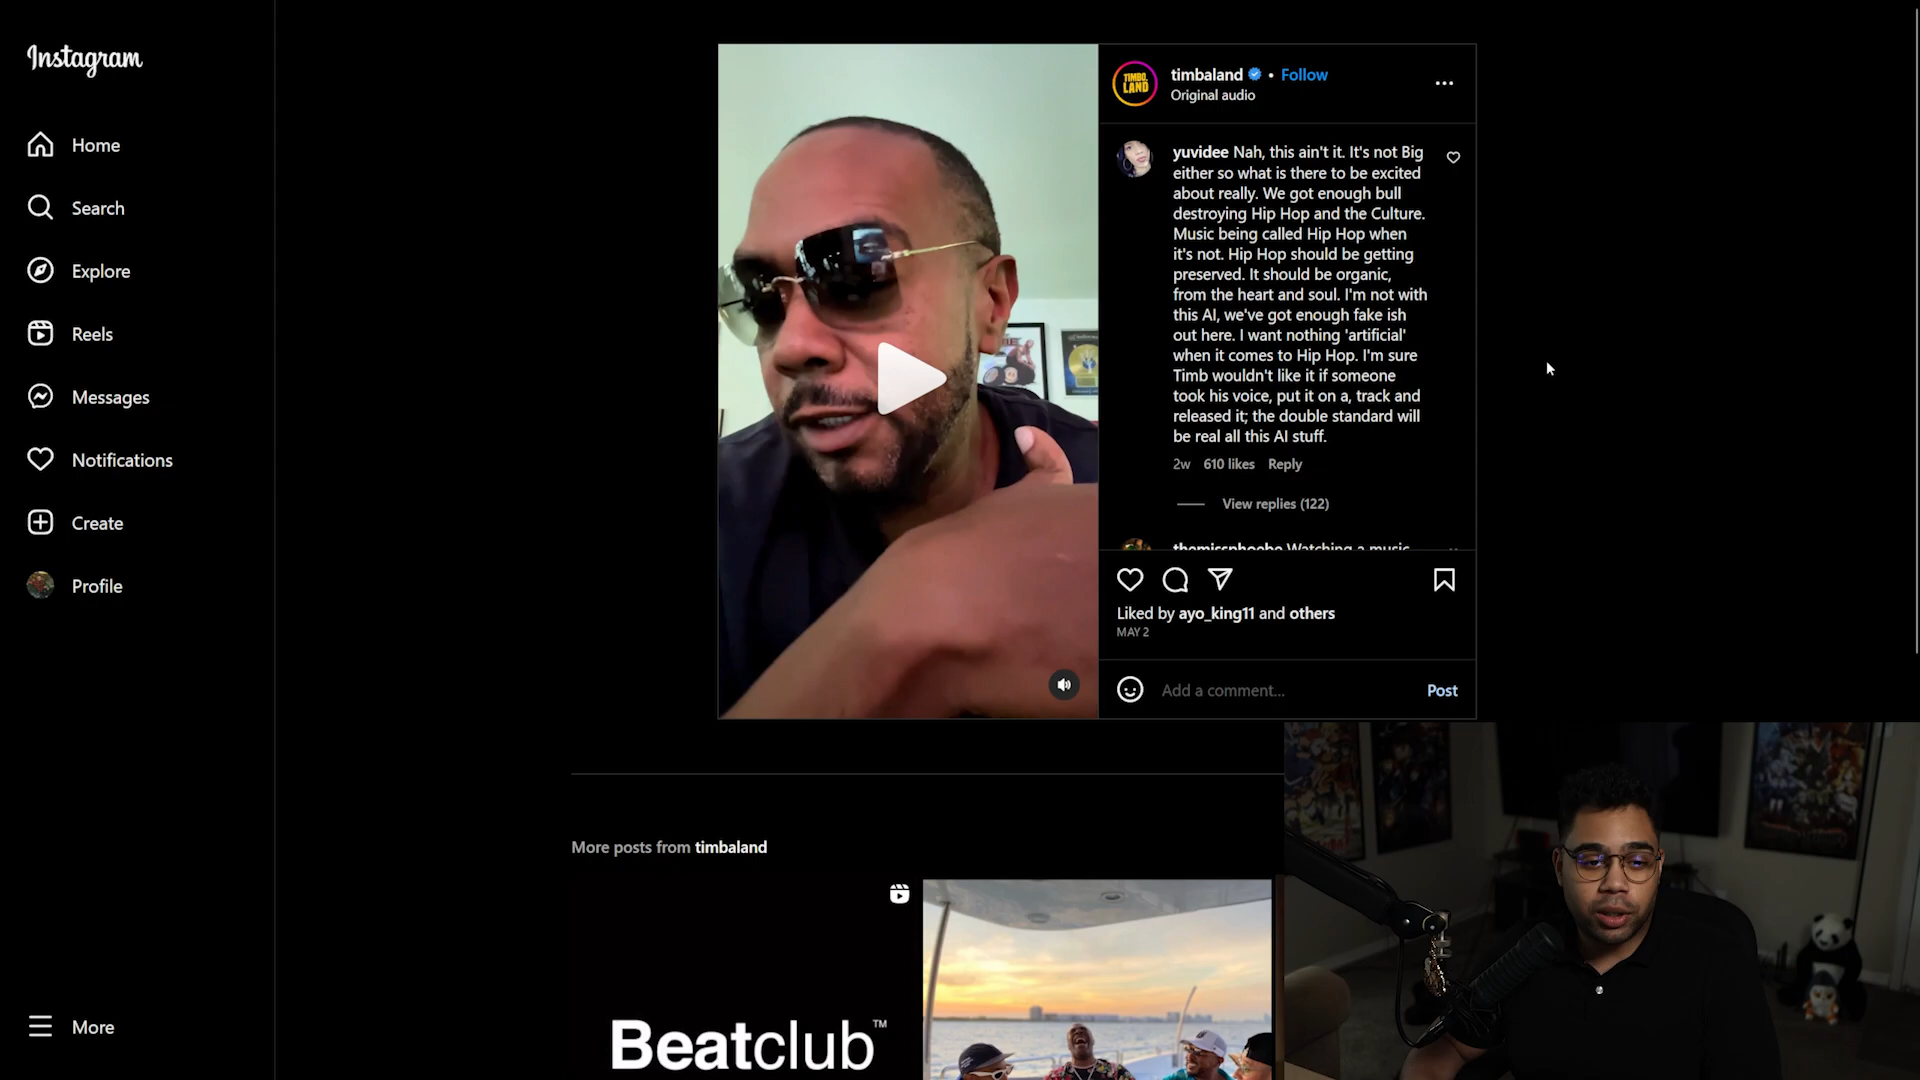 Instagram
Home
Search
Explore
Reels
Messages
Notifications
Create
Profile
More
TIMBO
LAND
timbaland • Follow
Original audio
yuvidee Nah, this ain't it. It's not Big
either so what is there to be excited
about really. We got enough bull
destroying Hip Hop and the Culture.
Music being called Hip Hop when
it's not. Hip Hop should be getting
preserved. It should be organic,
from the heart and soul. I'm not with
this AI, we've got enough fake ish
out here. I want nothing 'artificial'
when it comes to Hip Hop. I'm sure
Timb wouldn't like it if someone
took his voice, put it on a, track and
released it; the double standard will
be real all this AI stuff.
2w 610 likes Reply
View replies (122)
themissphoebe Watching a music
Liked by ayo_king11 and others
MAY 2
Add a comment... Post
More posts from timbaland
Beatclub™